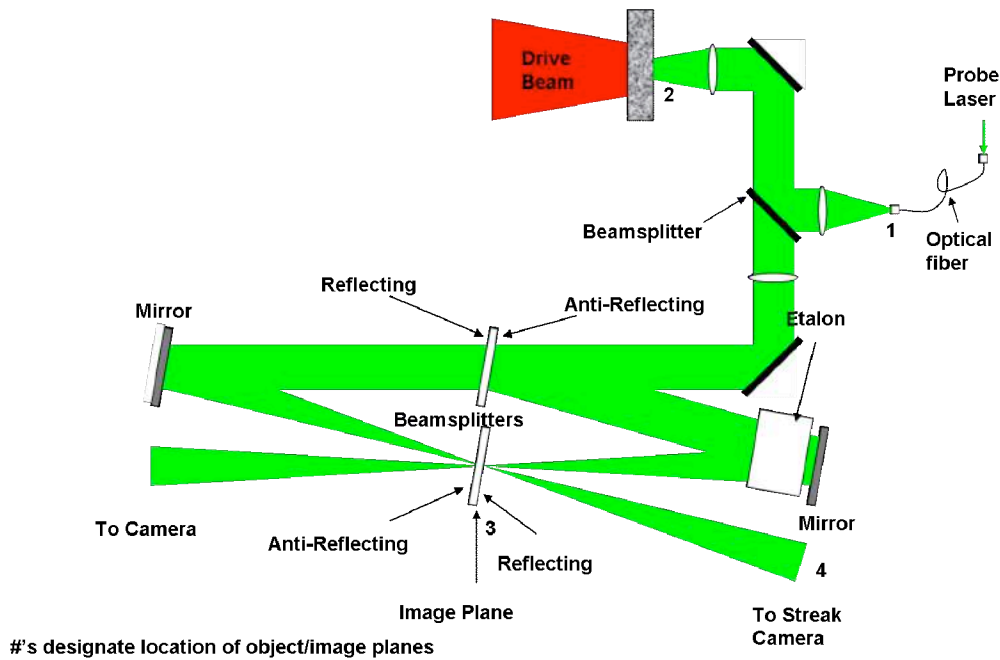 Drive
Beam
2
Probe
Laser
Beamsplitter
1
Optical
fiber
Reflecting
Anti-Reflecting
Mirror
Etalon
Beamsplitters
To Camera
Anti-Reflecting
3
Reflecting
Mirror
4
Image Plane
To Streak
Camera
#'s designate location of object/image planes